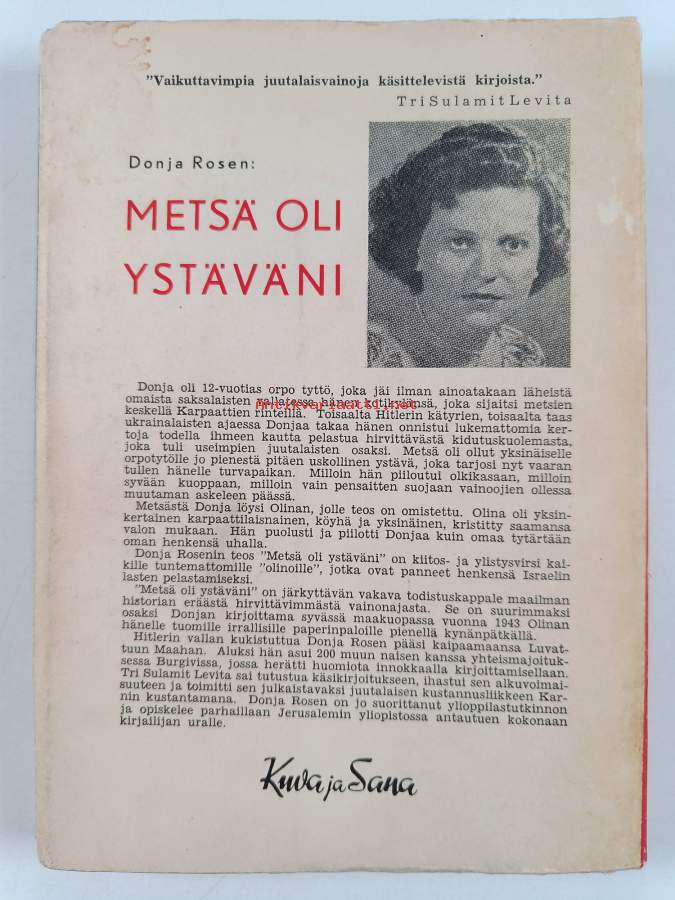 "Vaikuttavimpia juutalaisvainoja käsittelevistä kirjoista."
Tri Sulamit Levita
Donja Rosen:
METSÄ OLI
YSTÄVÄNI
Donja oli 12-vuotias orpo tyttö, joka jäi ilman ainoatakaan läheistä
omaista saksalaisten vallatessa hänen kotikylänsä, joka sijaitsi metsien
antikvariaatti.net
keskellä Karpaattien rinteillä. Toisaalta Hitlerin kätyrien, toisaalta taas
ukrainalaisten ajaessa Donjaa takaa hänen onnistui lukemattomia ker-
toja todella ihmeen kautta pelastua hirvittävästä kidutuskuolemasta,
joka tuli useimpien juutalaisten osaksi. Metsä oli ollut yksinäiselle
orpotytölle jo pienestä pitäen uskollinen ystävä, joka tarjosi nyt vaaran
tullen hänelle turvapaikan. Milloin hän piiloutui olkikasaan, milloin
syvään kuoppaan, milloin vain pensaitten suojaan vainoojien ollessa
muutaman askeleen päässä.
Metsästä Donja löysi Olinan, jolle teos on omistettu. Olina oli yksin-
kertainen karpaattilaisnainen, köyhä ja yksinäinen, kristitty saamansa
valon mukaan. Hän puolusti ja piilotti Donjaa kuin omaa tytärtään
oman henkensä uhalla.
Donja Rosenin teos "Metsä oli ystäväni" on kiitos- ja ylistysvirsi kai-
kille tuntemattomille "olinoille", jotka ovat panneet henkensä Israelin
lasten pelastamiseksi.
"Metsä oli ystäväni" on järkyttävän vakava todistuskappale maailman
historian eräästä hirvittävimmästä vainonajasta. Se on suurimmaksi
osaksi Donjan kirjoittama syvässä maakuopassa vuonna 1943 Olinan
hänelle tuomille irrallisille paperinpaloille pienellä kynänpätkällä.
Hitlerin vallan kukistuttua Donja Rosen pääsi kaipaamaansa Luvat-
tuun Maahan. Aluksi hän asui 200 muun naisen kanssa yhteismajoituk-
sessa Burgivissa, jossa herätti huomiota innokkaalla kirjoittamisellaan.
Tri Sulamit Levita sai tutustua käsikirjoitukseen, ihastui sen alkuvoimai-
suuteen ja toimitti sen julkaistavaksi juutalaisen kustannusliikkeen Kar-
nin kustantamana. Donja Rosen on jo suorittanut ylioppilastutkinnon
ja opiskelee parhaillaan Jerusalemin yliopistossa antautuen kokonaan
kirjailijan uralle.
Kuva ja Sana